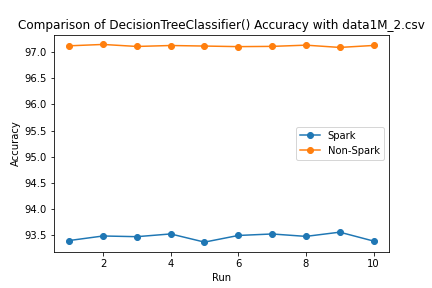 Comparison of DecisionTreeClassifier() Accuracy with data1M_2.csv
97.0
96.5
96.0
95.5
95.0
94.5
94.0
93.5
Accuracy
Spark
Non-Spark
2
4
6
8
10
Run